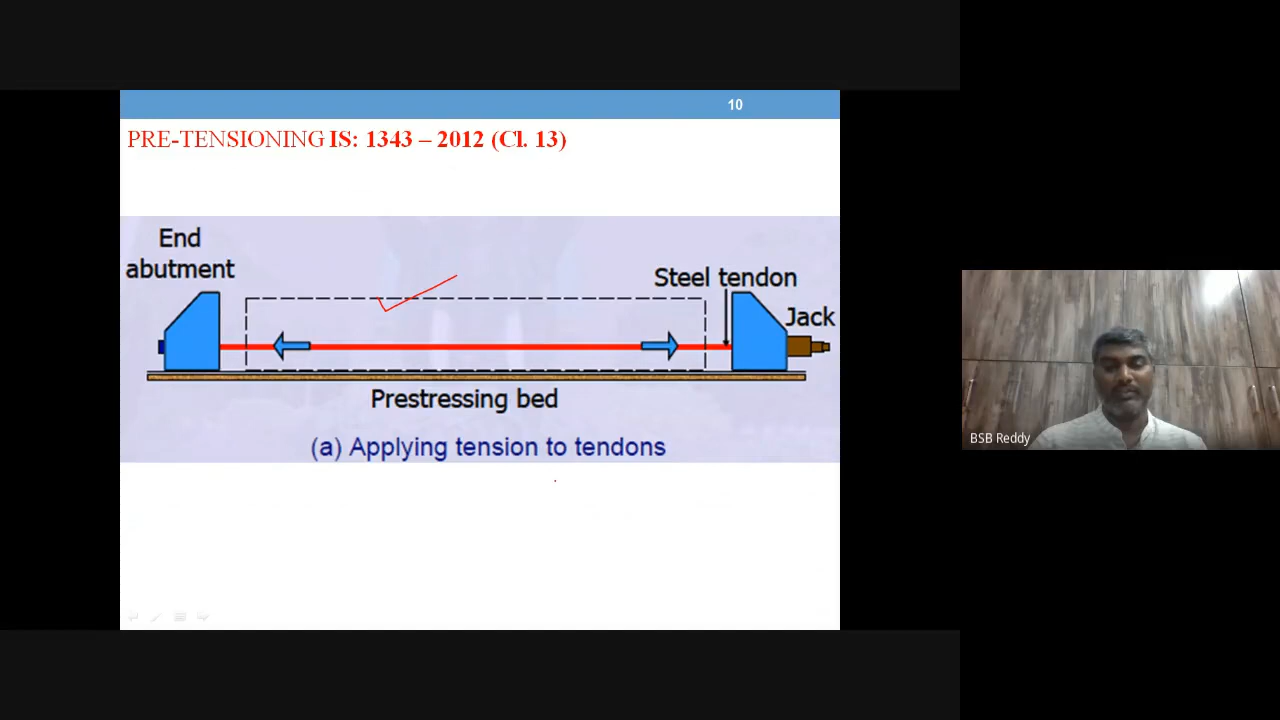 10
PRE-TENSIONING IS: 1343 – 2012 (Cl. 13)
End
abutment
Steel tendon
Jack
Prestressing bed
(a) Applying tension to tendons
BSB Reddy